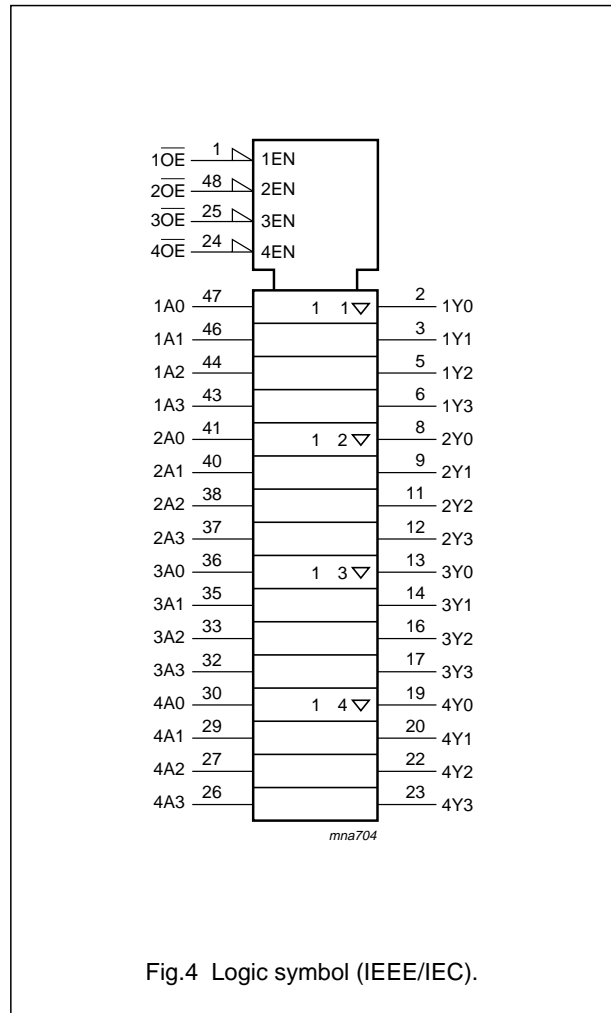 1O̅E̅ 1 1EN
2O̅E̅ 48 2EN
3O̅E̅ 25 3EN
4O̅E̅ 24 4EN
1A0 47 1 1 ▽ 2 1Y0
1A1 46 3 1Y1
1A2 44 5 1Y2
1A3 43 6 1Y3
2A0 41 1 2 ▽ 8 2Y0
2A1 40 9 2Y1
2A2 38 11 2Y2
2A3 37 12 2Y3
3A0 36 1 3 ▽ 13 3Y0
3A1 35 14 3Y1
3A2 33 16 3Y2
3A3 32 17 3Y3
4A0 30 1 4 ▽ 19 4Y0
4A1 29 20 4Y1
4A2 27 22 4Y2
4A3 26 23 4Y3
mna704
Fig.4 Logic symbol (IEEE/IEC).